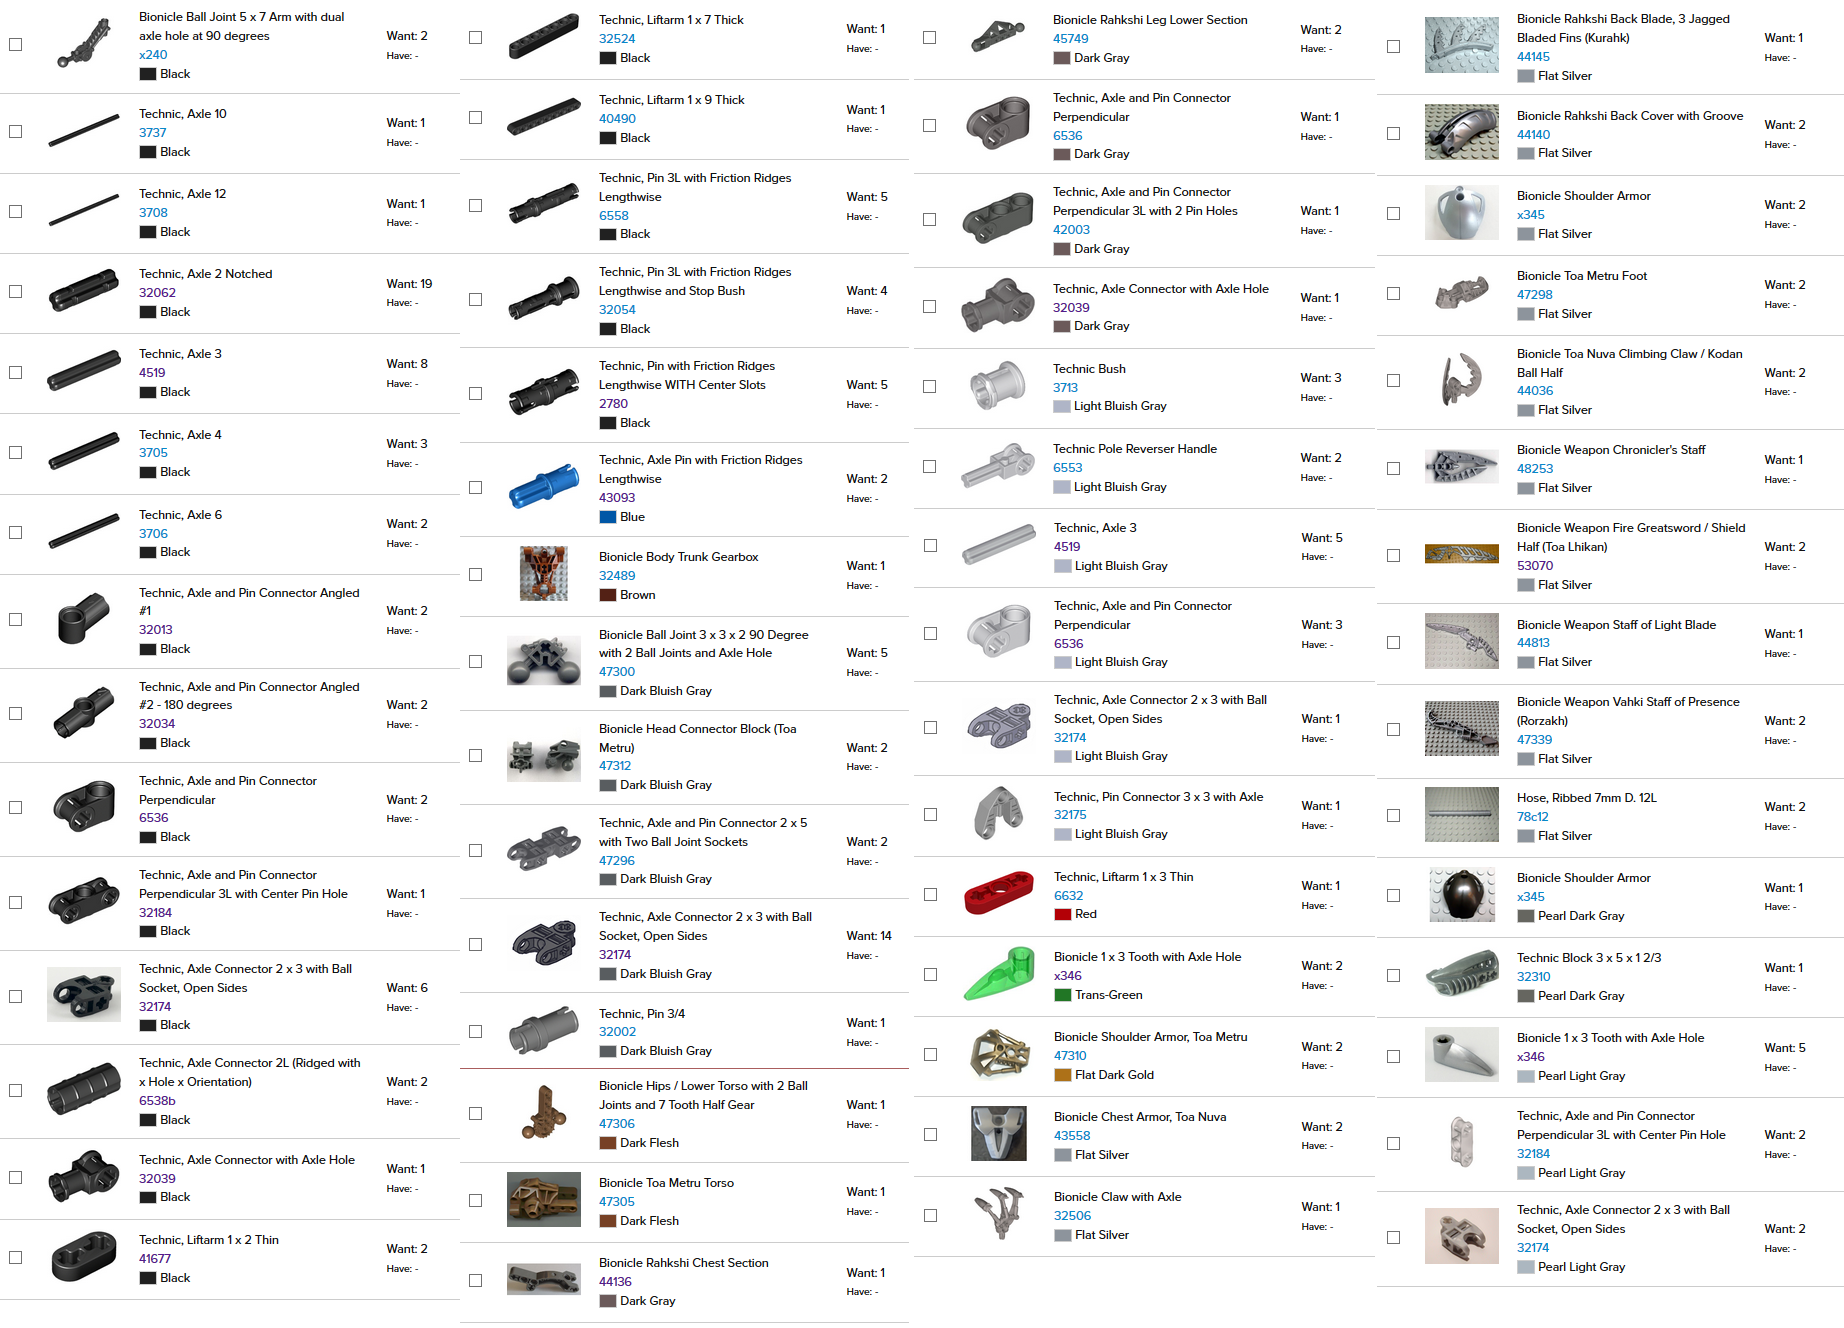 Bionicle Ball Joint 5 x 7 Arm with dual
axle hole at 90 degrees
x240
Black
Want: 2
Have: -
Technic, Axle 10
3737
Black
Want: 1
Have: -
Technic, Axle 12
3708
Black
Want: 1
Have: -
Technic, Axle 2 Notched
32062
Black
Want: 19
Have: -
Technic, Axle 3
4519
Black
Want: 8
Have: -
Technic, Axle 4
3705
Black
Want: 3
Have: -
Technic, Axle 6
3706
Black
Want: 2
Have: -
Technic, Axle and Pin Connector Angled
#1
32013
Black
Want: 2
Have: -
Technic, Axle and Pin Connector Angled
#2 - 180 degrees
32034
Black
Want: 2
Have: -
Technic, Axle and Pin Connector
Perpendicular
6536
Black
Want: 2
Have: -
Technic, Axle and Pin Connector
Perpendicular 3L with Center Pin Hole
32184
Black
Want: 1
Have: -
Technic, Axle Connector 2 x 3 with Ball
Socket, Open Sides
32174
Black
Want: 6
Have: -
Technic, Axle Connector 2L (Ridged with
x Hole x Orientation)
6538b
Black
Want: 2
Have: -
Technic, Axle Connector with Axle Hole
32039
Black
Want: 1
Have: -
Technic, Liftarm 1 x 2 Thin
41677
Black
Want: 2
Have: -
Technic, Liftarm 1 x 7 Thick
32524
Black
Want: 1
Have: -
Technic, Liftarm 1 x 9 Thick
40490
Black
Want: 1
Have: -
Technic, Pin 3L with Friction Ridges
Lengthwise
6558
Black
Want: 5
Have: -
Technic, Pin 3L with Friction Ridges
Lengthwise and Stop Bush
32054
Black
Want: 4
Have: -
Technic, Pin with Friction Ridges
Lengthwise WITH Center Slots
2780
Black
Want: 5
Have: -
Technic, Axle Pin with Friction Ridges
Lengthwise
43093
Blue
Want: 2
Have: -
Bionicle Body Trunk Gearbox
32489
Brown
Want: 1
Have: -
Bionicle Ball Joint 3 x 3 x 2 90 Degree
with 2 Ball Joints and Axle Hole
47300
Dark Bluish Gray
Want: 5
Have: -
Bionicle Head Connector Block (Toa
Metru)
47312
Dark Bluish Gray
Want: 2
Have: -
Technic, Axle and Pin Connector 2 x 5
with Two Ball Joint Sockets
47296
Dark Bluish Gray
Want: 2
Have: -
Technic, Axle Connector 2 x 3 with Ball
Socket, Open Sides
32174
Dark Bluish Gray
Want: 14
Have: -
Technic, Pin 3/4
32002
Dark Bluish Gray
Want: 1
Have: -
Bionicle Hips / Lower Torso with 2 Ball
Joints and 7 Tooth Half Gear
47306
Dark Flesh
Want: 1
Have: -
Bionicle Toa Metru Torso
47305
Dark Flesh
Want: 1
Have: -
Bionicle Rahkshi Chest Section
44136
Dark Gray
Want: 1
Have: -
Bionicle Rahkshi Leg Lower Section
45749
Dark Gray
Want: 2
Have: -
Technic, Axle and Pin Connector
Perpendicular
6536
Dark Gray
Want: 1
Have: -
Technic, Axle and Pin Connector
Perpendicular 3L with 2 Pin Holes
42003
Dark Gray
Want: 1
Have: -
Technic, Axle Connector with Axle Hole
32039
Dark Gray
Want: 1
Have: -
Technic Bush
3713
Light Bluish Gray
Want: 3
Have: -
Technic Pole Reverser Handle
6553
Light Bluish Gray
Want: 2
Have: -
Technic, Axle 3
4519
Light Bluish Gray
Want: 5
Have: -
Technic, Axle and Pin Connector
Perpendicular
6536
Light Bluish Gray
Want: 3
Have: -
Technic, Axle Connector 2 x 3 with Ball
Socket, Open Sides
32174
Light Bluish Gray
Want: 1
Have: -
Technic, Pin Connector 3 x 3 with Axle
32175
Light Bluish Gray
Want: 1
Have: -
Technic, Liftarm 1 x 3 Thin
6632
Red
Want: 1
Have: -
Bionicle 1 x 3 Tooth with Axle Hole
x346
Trans-Green
Want: 2
Have: -
Bionicle Shoulder Armor, Toa Metru
47310
Flat Dark Gold
Want: 2
Have: -
Bionicle Chest Armor, Toa Nuva
43558
Flat Silver
Want: 2
Have: -
Bionicle Claw with Axle
32506
Flat Silver
Want: 1
Have: -
Bionicle Rahkshi Back Blade, 3 Jagged
Bladed Fins (Kurahk)
44145
Flat Silver
Want: 1
Have: -
Bionicle Rahkshi Back Cover with Groove
44140
Flat Silver
Want: 2
Have: -
Bionicle Shoulder Armor
x345
Flat Silver
Want: 2
Have: -
Bionicle Toa Metru Foot
47298
Flat Silver
Want: 2
Have: -
Bionicle Toa Nuva Climbing Claw / Kodan
Ball Half
44036
Flat Silver
Want: 2
Have: -
Bionicle Weapon Chronicler's Staff
48253
Flat Silver
Want: 1
Have: -
Bionicle Weapon Fire Greatsword / Shield
Half (Toa Lhikan)
53070
Flat Silver
Want: 2
Have: -
Bionicle Weapon Staff of Light Blade
44813
Flat Silver
Want: 1
Have: -
Bionicle Weapon Vahki Staff of Presence
(Rorzakh)
47339
Flat Silver
Want: 2
Have: -
Hose, Ribbed 7mm D. 12L
78c12
Flat Silver
Want: 2
Have: -
Bionicle Shoulder Armor
x345
Pearl Dark Gray
Want: 1
Have: -
Technic Block 3 x 5 x 1 2/3
32310
Pearl Dark Gray
Want: 1
Have: -
Bionicle 1 x 3 Tooth with Axle Hole
x346
Pearl Light Gray
Want: 5
Have: -
Technic, Axle and Pin Connector
Perpendicular 3L with Center Pin Hole
32184
Pearl Light Gray
Want: 2
Have: -
Technic, Axle Connector 2 x 3 with Ball
Socket, Open Sides
32174
Pearl Light Gray
Want: 2
Have: -